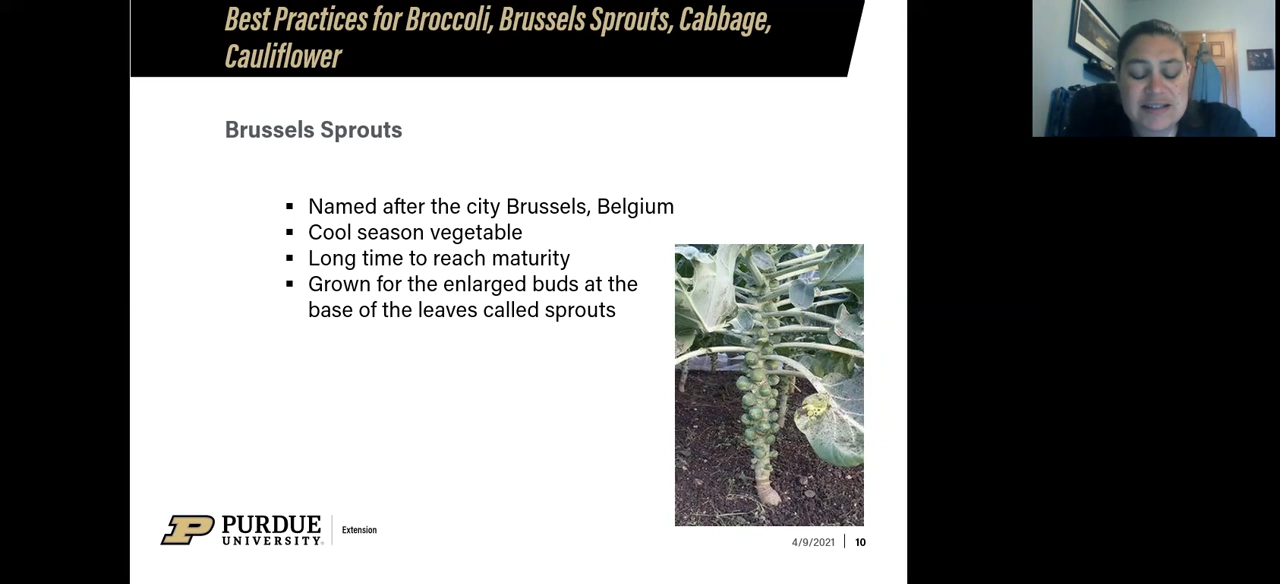 Best Practices for Broccoli, Brussels Sprouts, Cabbage,
Cauliflower
Brussels Sprouts
▪ Named after the city Brussels, Belgium
▪ Cool season vegetable
▪ Long time to reach maturity
▪ Grown for the enlarged buds at the
base of the leaves called sprouts
PURDUE
UNIVERSITY®
Extension
4/9/2021 | 10